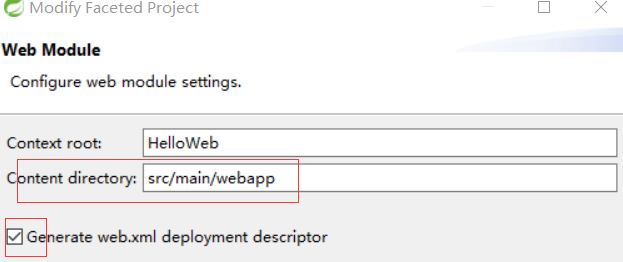 Modify Faceted Project
Web Module
Configure web module settings.
Context root: HelloWeb
Content directory: src/main/webapp
Generate web.xml deployment descriptor